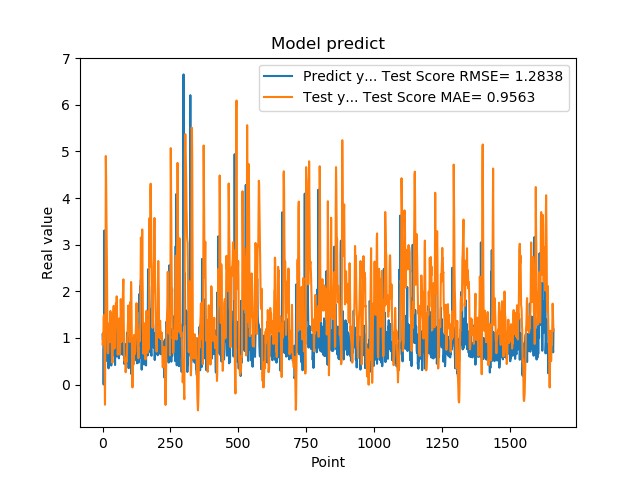 Model predict
Predict y... Test Score RMSE= 1.2838
Test y... Test Score MAE= 0.9563
7
6
5
4
3
2
1
0
Real value
0 250 500 750 1000 1250 1500
Point